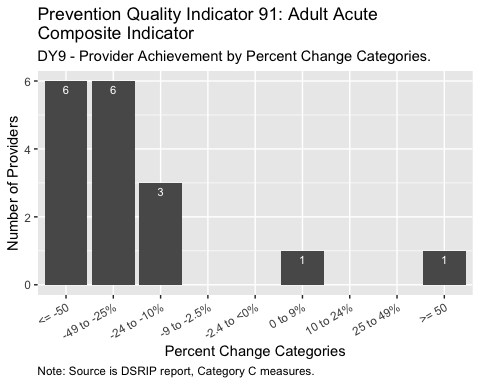 Prevention Quality Indicator 91: Adult Acute
Composite Indicator
DY9 - Provider Achievement by Percent Change Categories.
Number of Providers
6
4
2
0
6
6
3
1
1
<= -50
-49 to -25%
-24 to -10%
-9 to -2.5%
-2.4 to <0%
0 to 9%
10 to 24%
25 to 49%
>= 50
Percent Change Categories
Note: Source is DSRIP report, Category C measures.